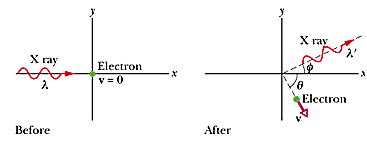 y
y
X ray
λ
Electron
v = 0
x
X ray
λ'
ϕ
x
θ
Electron
v
Before
After